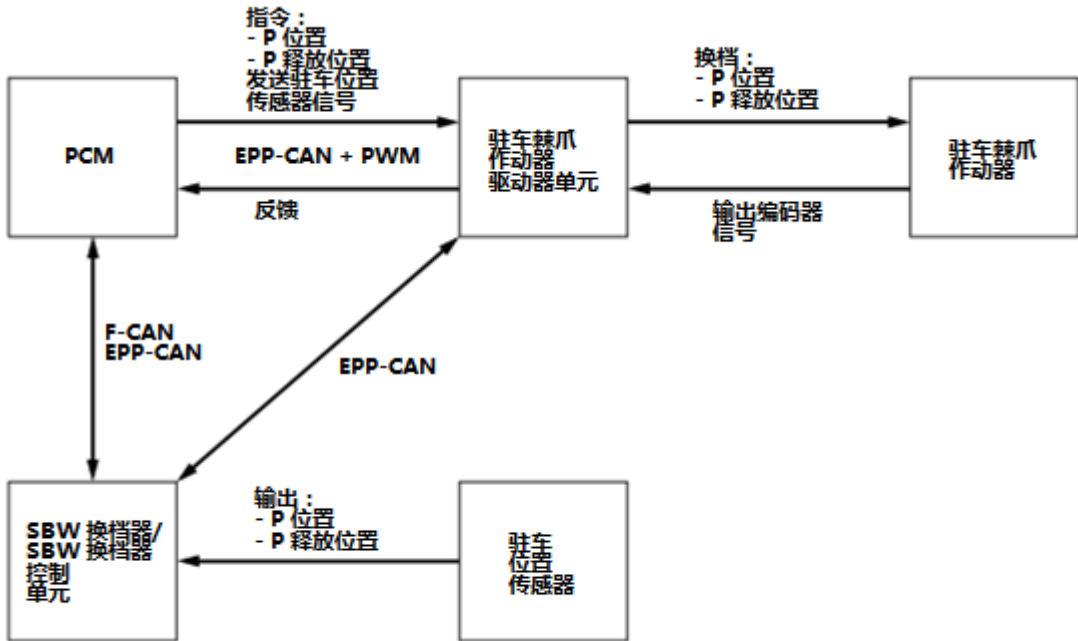 指令：
- P 位置
- P 释放位置
发送驻车位置
传感器信号
换档：
- P 位置
- P 释放位置
PCM
EPP-CAN + PWM
驻车棘爪
作动器
驱动器单元
驻车棘爪
作动器
反馈
输出编码器
信号
F-CAN
EPP-CAN
EPP-CAN
输出：
- P 位置
- P 释放位置
SBW 换档器/
SBW 换档器
控制
单元
驻车
位置
传感器